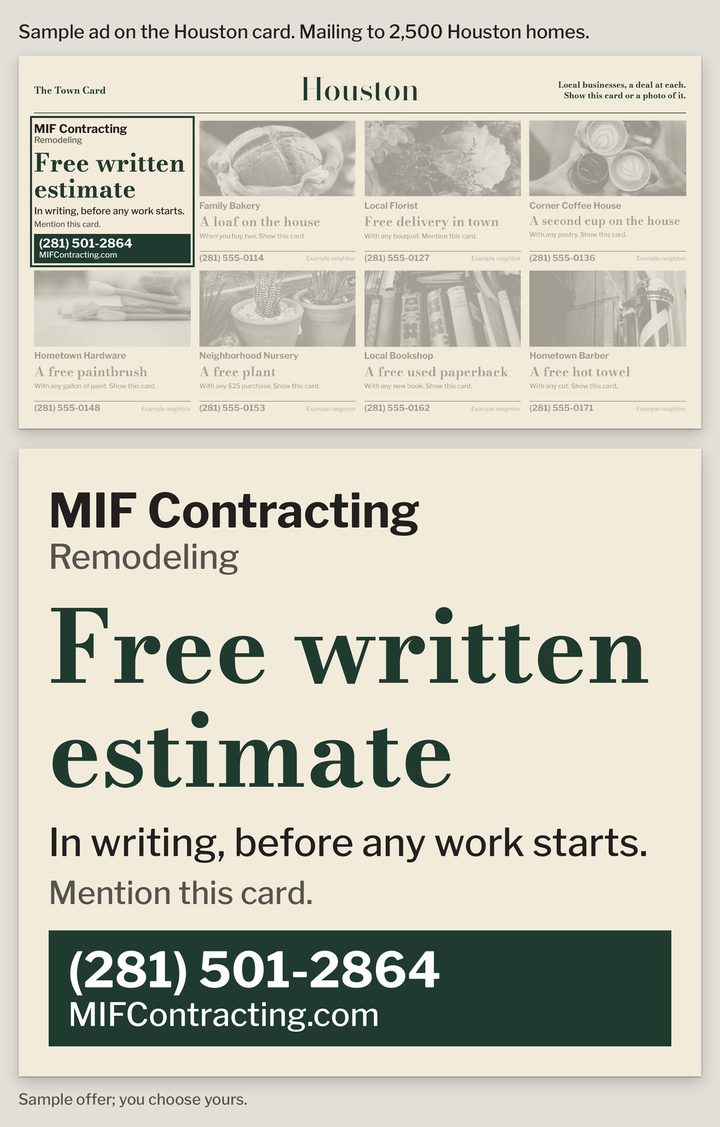 Sample ad on the Houston card. Mailing to 2,500 Houston homes.
The Town Card
Houston
Local businesses, a deal at each.
Show this card or a photo of it.
MIF Contracting
Remodeling
Free written
estimate
In writing, before any work starts.
Mention this card.
(281) 501-2864
MIFContracting.com
Family Bakery
A loaf on the house
When you buy two. Show this card.
(281) 555-0114
Example neighbor
Local Florist
Free delivery in town
With any bouquet. Mention this card.
(281) 555-0127
Example neighbor
Corner Coffee House
A second cup on the house
With any pastry. Show this card.
(281) 555-0136
Example neighbor
Hometown Hardware
A free paintbrush
With any gallon of paint. Show this card.
(281) 555-0148
Example neighbor
Neighborhood Nursery
A free plant
With any $25 purchase. Show this card.
(281) 555-0153
Example neighbor
Local Bookshop
A free used paperback
With any new book. Show this card.
(281) 555-0162
Example neighbor
Hometown Barber
A free hot towel
With any cut. Show this card.
(281) 555-0171
Example neighbor
MIF Contracting
Remodeling
Free written
estimate
In writing, before any work starts.
Mention this card.
(281) 501-2864
MIFContracting.com
Sample offer; you choose yours.